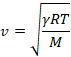 v = √(γRT/M)